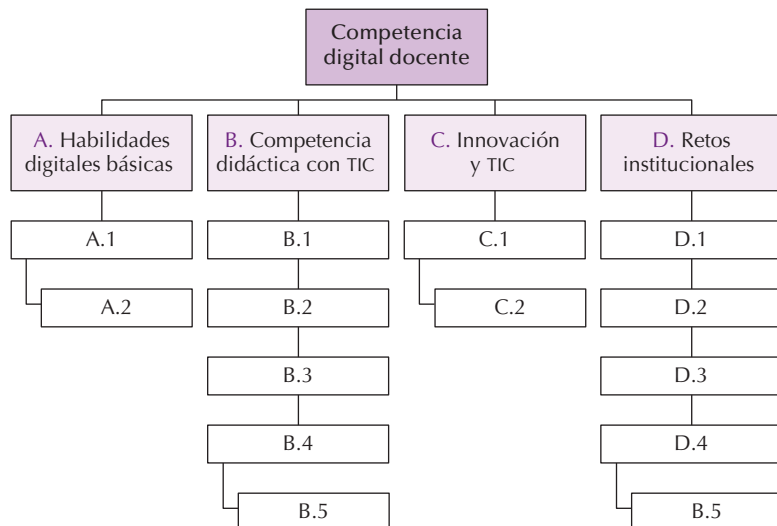 Competencia
digital docente
A. Habilidades
digitales básicas
B. Competencia
didáctica con TIC
C. Innovación
y TIC
D. Retos
institucionales
A.1
B.1
C.1
D.1
A.2
B.2
C.2
D.2
B.3
D.3
B.4
D.4
B.5
B.5